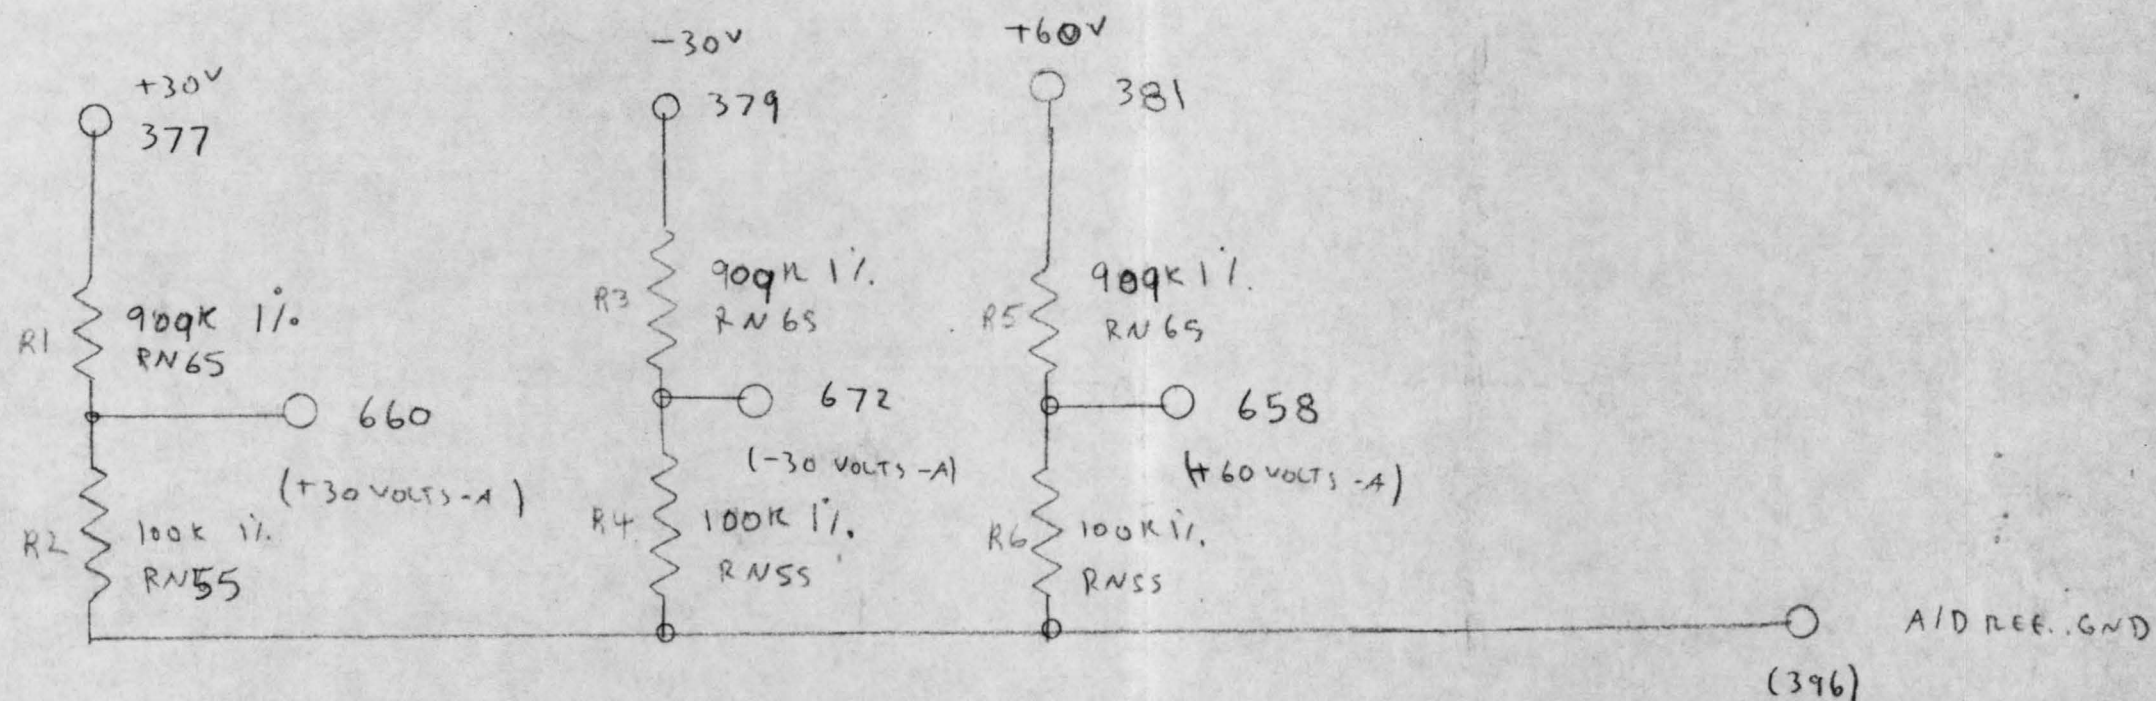 +30V
377
R1
909K 1%
RN65
660
(+30 VOLTS-A)
R2
100K 1%
RN55
-30V
379
R3
909K 1%.
RN65
672
(-30 VOLTS-A)
R4
100K 1%.
RN55
+60V
381
R5
909K 1%.
RN65
658
(+60 VOLTS-A)
R6
100K 1%.
RN55
A/D REF. GND
(396)